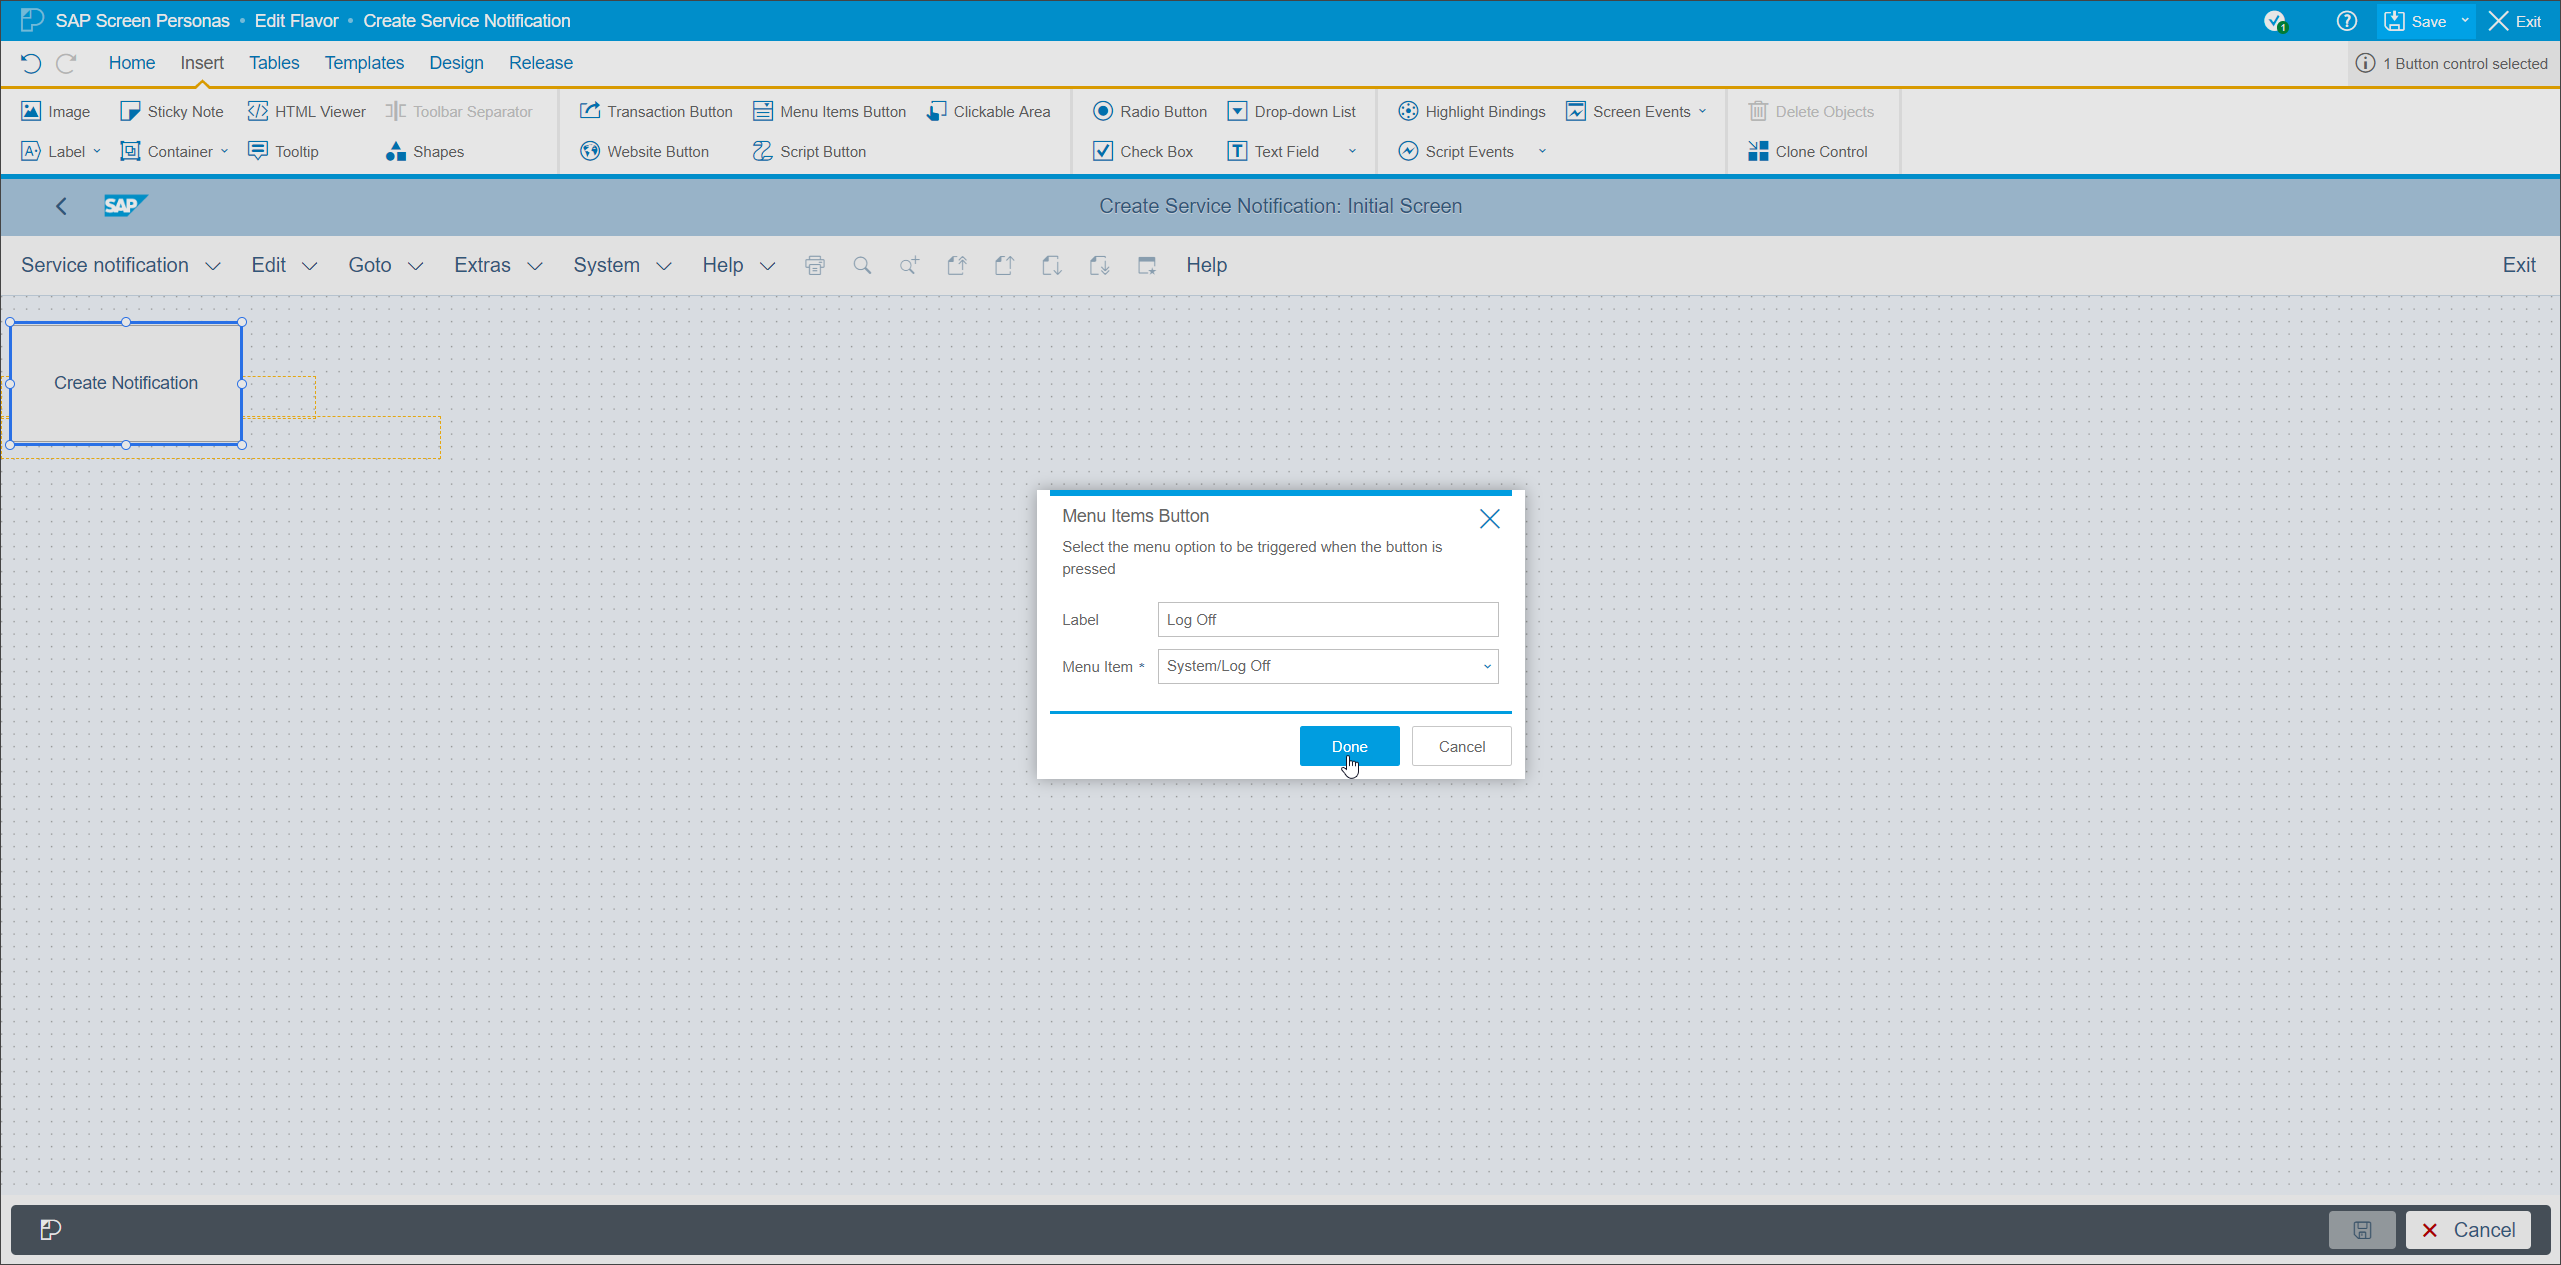 SAP Screen Personas • Edit Flavor • Create Service Notification
1
Save
Exit
Home Insert Tables Templates Design Release
1 Button control selected
Image Sticky Note HTML Viewer Toolbar Separator Transaction Button Menu Items Button Clickable Area Radio Button Drop-down List Highlight Bindings Screen Events Delete Objects
Label Container Tooltip Shapes Website Button Script Button Check Box Text Field Script Events Clone Control
SAP
Create Service Notification: Initial Screen
Service notification Edit Goto Extras System Help Help Exit
Create Notification
Menu Items Button
Select the menu option to be triggered when the button is
pressed
Label Log Off
Menu Item * System/Log Off
Done Cancel
Cancel